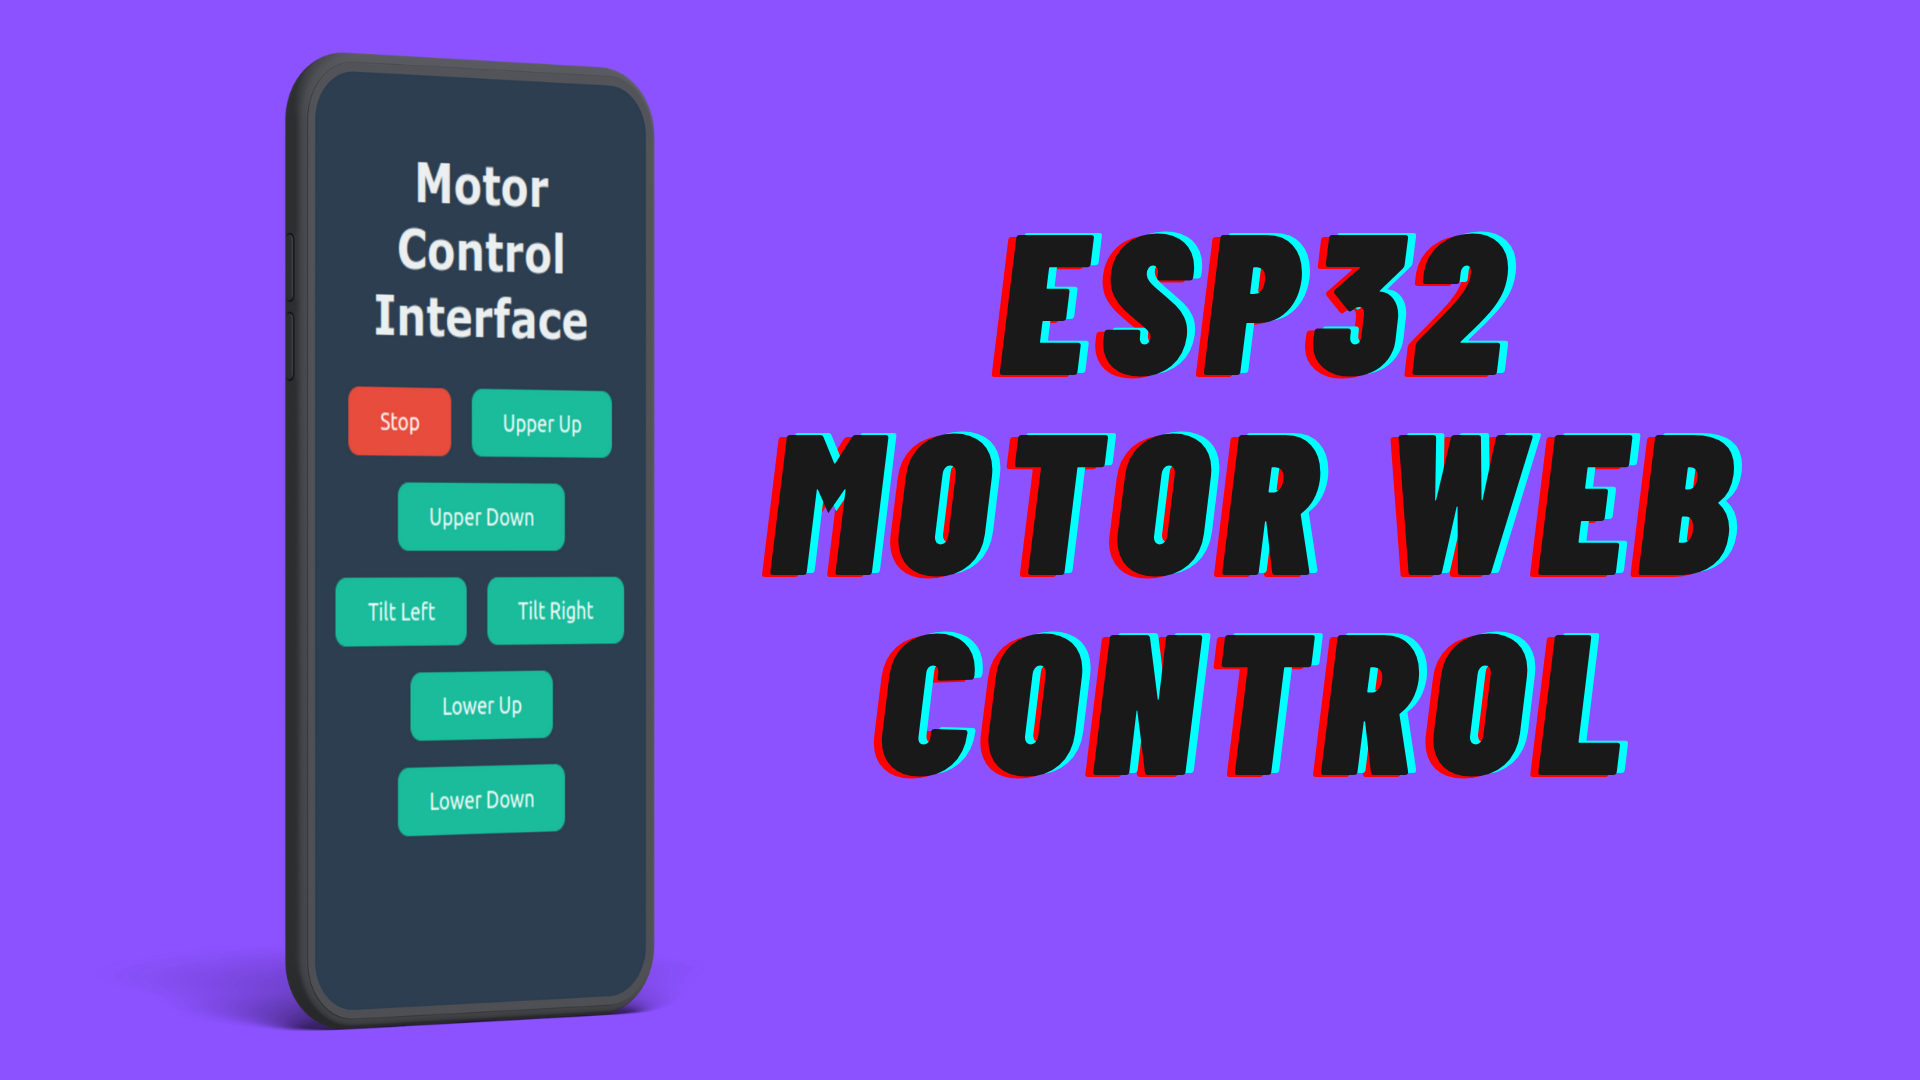 Motor
Control
Interface
Stop
Upper Up
Upper Down
Tilt Left
Tilt Right
Lower Up
Lower Down
ESP32
MOTOR WEB
CONTROL